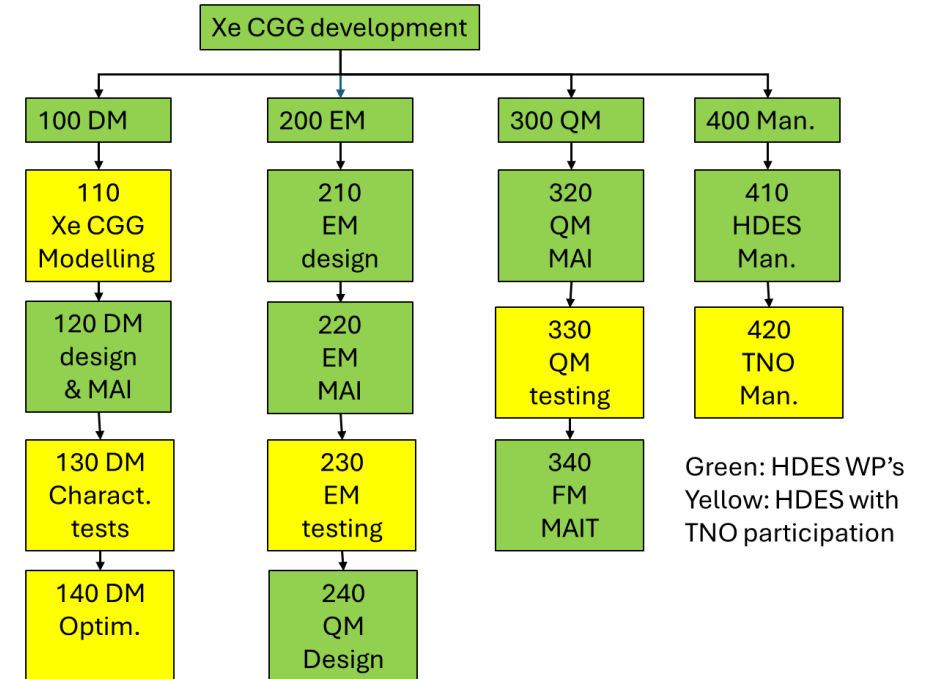 Xe CGG development
100 DM
200 EM
300 QM
400 Man.
110
Xe CGG
Modelling
210
EM
design
320
QM
MAI
410
HDES
Man.
120 DM
design
& MAI
220
EM
MAI
330
QM
testing
420
TNO
Man.
130 DM
Charact.
tests
230
EM
testing
340
FM
MAIT
Green: HDES WP’s
Yellow: HDES with
TNO participation
140 DM
Optim.
240
QM
Design